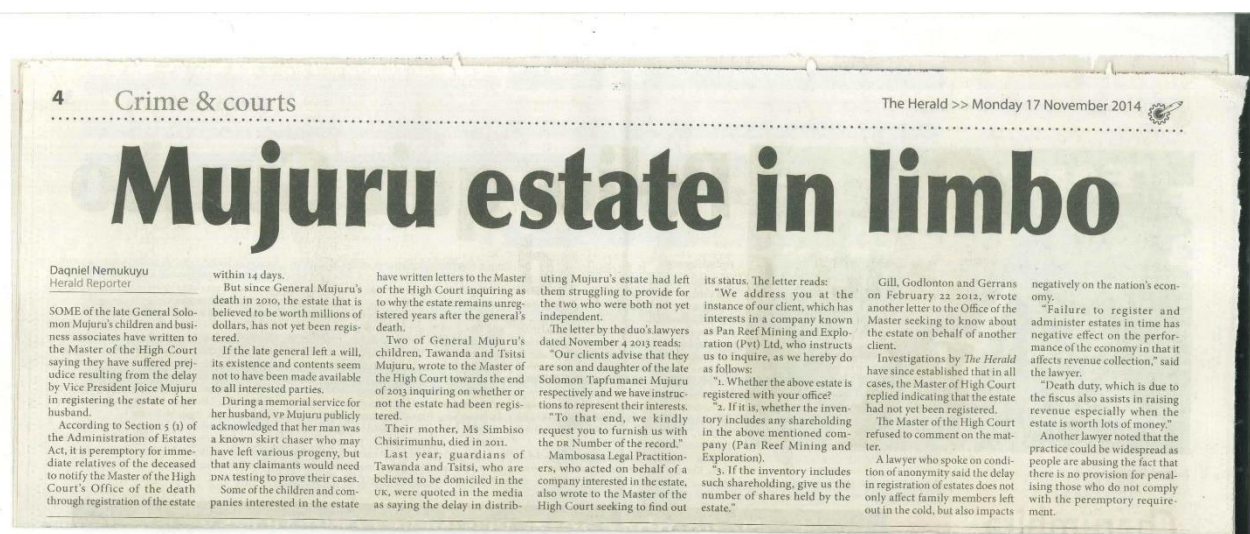 4
Crime & courts
The Herald >> Monday 17 November 2014
Mujuru estate in limbo
Daqniel Nemukuyu
Herald Reporter
SOME of the late General Solo-
mon Mujuru's children and busi-
ness associates have written to
the Master of the High Court
saying they have suffered prej-
udice resulting from the delay
by Vice President Joice Mujuru
in registering the estate of her
husband.
According to Section 5 (1) of
the Administration of Estates
Act, it is peremptory for imme-
diate relatives of the deceased
to notify the Master of the High
Court's Office of the death
through registration of the estate
within 14 days.
But since General Mujuru's
death in 2010, the estate that is
believed to be worth millions of
dollars, has not yet been regis-
tered.
If the late general left a will,
its existence and contents seem
not to have been made available
to all interested parties.
During a memorial service for
her husband, VP Mujuru publicly
acknowledged that her man was
a known skirt chaser who may
have left various progeny, but
that any claimants would need
DNA testing to prove their cases.
Some of the children and com-
panies interested in the estate
have written letters to the Master
of the High Court inquiring as
to why the estate remains unreg-
istered years after the general's
death.
Two of General Mujuru's
children, Tawanda and Tsitsi
Mujuru, wrote to the Master of
the High Court towards the end
of 2013 inquiring on whether or
not the estate had been regis-
tered.
Their mother, Ms Simbiso
Chisirimunhu, died in 2011.
Last year, guardians of
Tawanda and Tsitsi, who are
believed to be domiciled in the
UK, were quoted in the media
as saying the delay in distrib-
uting Mujuru's estate had left
them struggling to provide for
the two who were both not yet
independent.
The letter by the duo's lawyers
dated November 4 2013 reads:
"Our clients advise that they
are son and daughter of the late
Solomon Tapfumanei Mujuru
respectively and we have instruc-
tions to represent their interests.
"To that end, we kindly
request you to furnish us with
the DR Number of the record."
Mambosasa Legal Practition-
ers, who acted on behalf of a
company interested in the estate,
also wrote to the Master of the
High Court seeking to find out
its status. The letter reads:
"We address you at the
instance of our client, which has
interests in a company known
as Pan Reef Mining and Explo-
ration (Pvt) Ltd, who instructs
us to inquire, as we hereby do
as follows:
"1. Whether the above estate is
registered with your office?
"2. If it is, whether the inven-
tory includes any shareholding
in the above mentioned com-
pany (Pan Reef Mining and
Exploration).
"3. If the inventory includes
such shareholding, give us the
number of shares held by the
estate."
Gill, Godlonton and Gerrans
on February 22 2012, wrote
another letter to the Office of the
Master seeking to know about
the estate on behalf of another
client.
Investigations by The Herald
have since established that in all
cases, the Master of High Court
replied indicating that the estate
had not yet been registered.
The Master of the High Court
refused to comment on the mat-
ter.
A lawyer who spoke on condi-
tion of anonymity said the delay
in registration of estates does not
only affect family members left
out in the cold, but also impacts
negatively on the nation's econ-
omy.
"Failure to register and
administer estates in time has
negative effect on the perfor-
mance of the economy in that it
affects revenue collection," said
the lawyer.
"Death duty, which is due to
the fiscus also assists in raising
revenue especially when the
estate is worth lots of money."
Another lawyer noted that the
practice could be widespread as
people are abusing the fact that
there is no provision for penal-
ising those who do not comply
with the peremptory require-
ment.